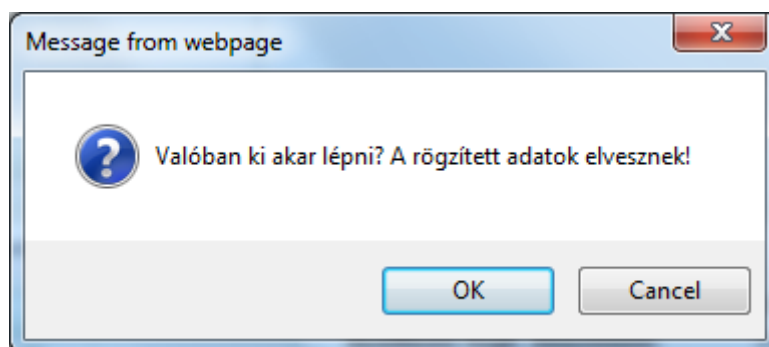 Message from webpage
Valóban ki akar lépni? A rögzített adatok elvesznek!
OK
Cancel